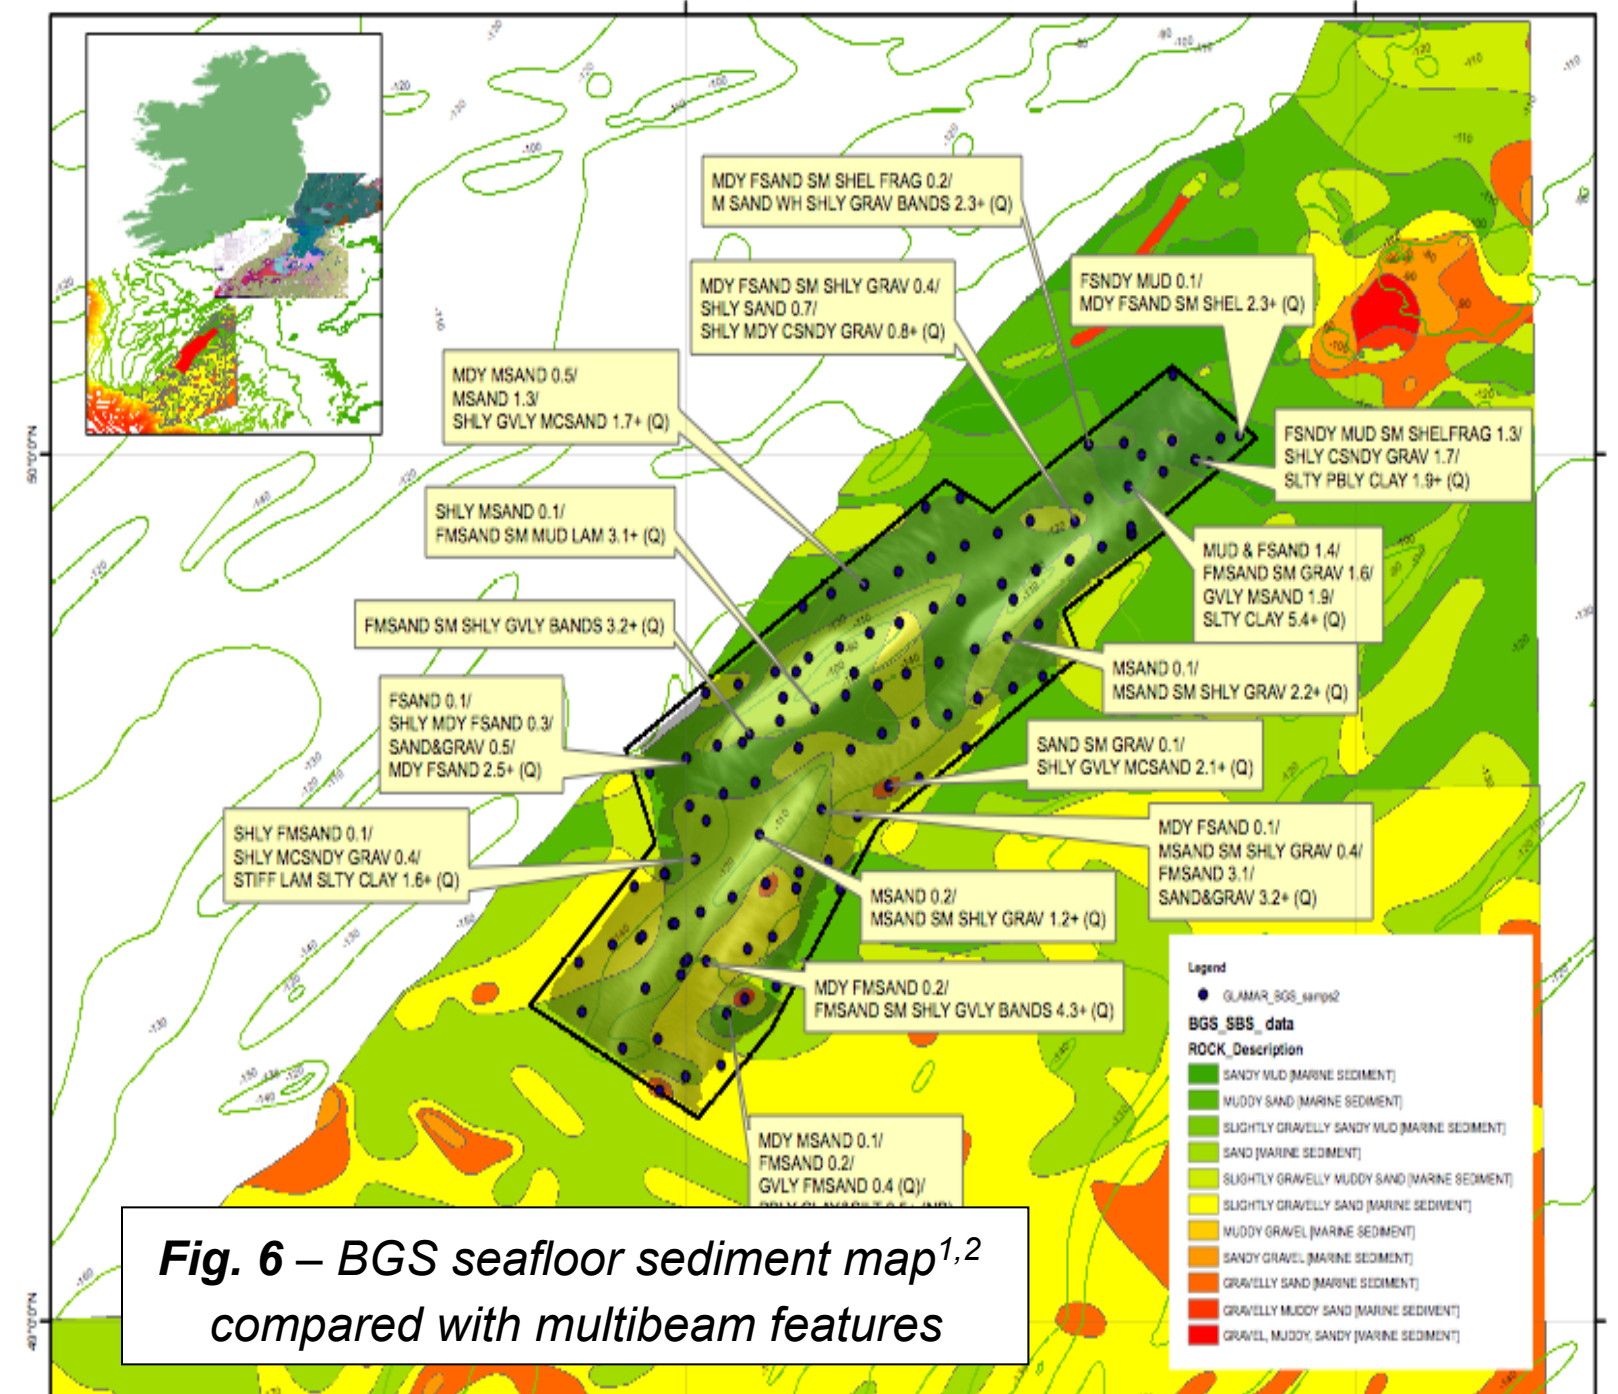 MDY FSAND SM SHEL FRAG 0.2/
M SAND WH SHLY GRAV BANDS 2.3+ (Q)
MDY FSAND SM SHLY GRAV 0.4/
SHLY SAND 0.7/
SHLY MDY CSNDY GRAV 0.8+ (Q)
FSNDY MUD 0.1/
MDY FSAND SM SHEL 2.3+ (Q)
MDY MSAND 0.5/
MSAND 1.3/
SHLY GVLY MCSAND 1.7+ (Q)
FSNDY MUD SM SHELFRAG 1.3/
SHLY CSNDY GRAV 1.7/
SLTY PBLY CLAY 1.9+ (Q)
SHLY MSAND 0.1/
FMSAND SM MUD LAM 3.1+ (Q)
MUD & FSAND 1.4/
FMSAND SM GRAV 1.6/
GVLY MSAND 1.9/
SLTY CLAY 5.4+ (Q)
FMSAND SM SHLY GVLY BANDS 3.2+ (Q)
MSAND 0.1/
MSAND SM SHLY GRAV 2.2+ (Q)
FSAND 0.1/
SHLY MDY FSAND 0.3/
SAND&GRAV 0.5/
MDY FSAND 2.5+ (Q)
SAND SM GRAV 0.1/
SHLY GVLY MCSAND 2.1+ (Q)
SHLY FMSAND 0.1/
SHLY MCSNDY GRAV 0.4/
STIFF LAM SLTY CLAY 1.6+ (Q)
MDY FSAND 0.1/
MSAND SM SHLY GRAV 0.4/
FMSAND 3.1/
SAND&GRAV 3.2+ (Q)
MSAND 0.2/
MSAND SM SHLY GRAV 1.2+ (Q)
MDY FMSAND 0.2/
FMSAND SM SHLY GVLY BANDS 4.3+ (Q)
MDY MSAND 0.1/
FMSAND 0.2/
GVLY FMSAND 0.4 (Q)/
Legend
GLAMAR_BGS_samps2
BGS_SBS_ data
ROCK_Description
SANDY MUD [MARINE SEDIMENT]
MUDDY SAND [MARINE SEDIMENT]
SLIGHTLY GRAVELLY SANDY MUD [MARINE SEDIMENT]
SAND [MARINE SEDIMENT]
SLIGHTLY GRAVELLY MUDDY SAND [MARINE SEDIMENT]
SLIGHTLY GRAVELLY SAND [MARINE SEDIMENT]
MUDDY GRAVEL [MARINE SEDIMENT]
SANDY GRAVEL [MARINE SEDIMENT]
GRAVELLY SAND [MARINE SEDIMENT]
GRAVELLY MUDDY SAND [MARINE SEDIMENT]
GRAVEL, MUDDY, SANDY [MARINE SEDIMENT]
50°0'0"N
49°0'0"N
Fig. 6 – BGS seafloor sediment map1,2
compared with multibeam features